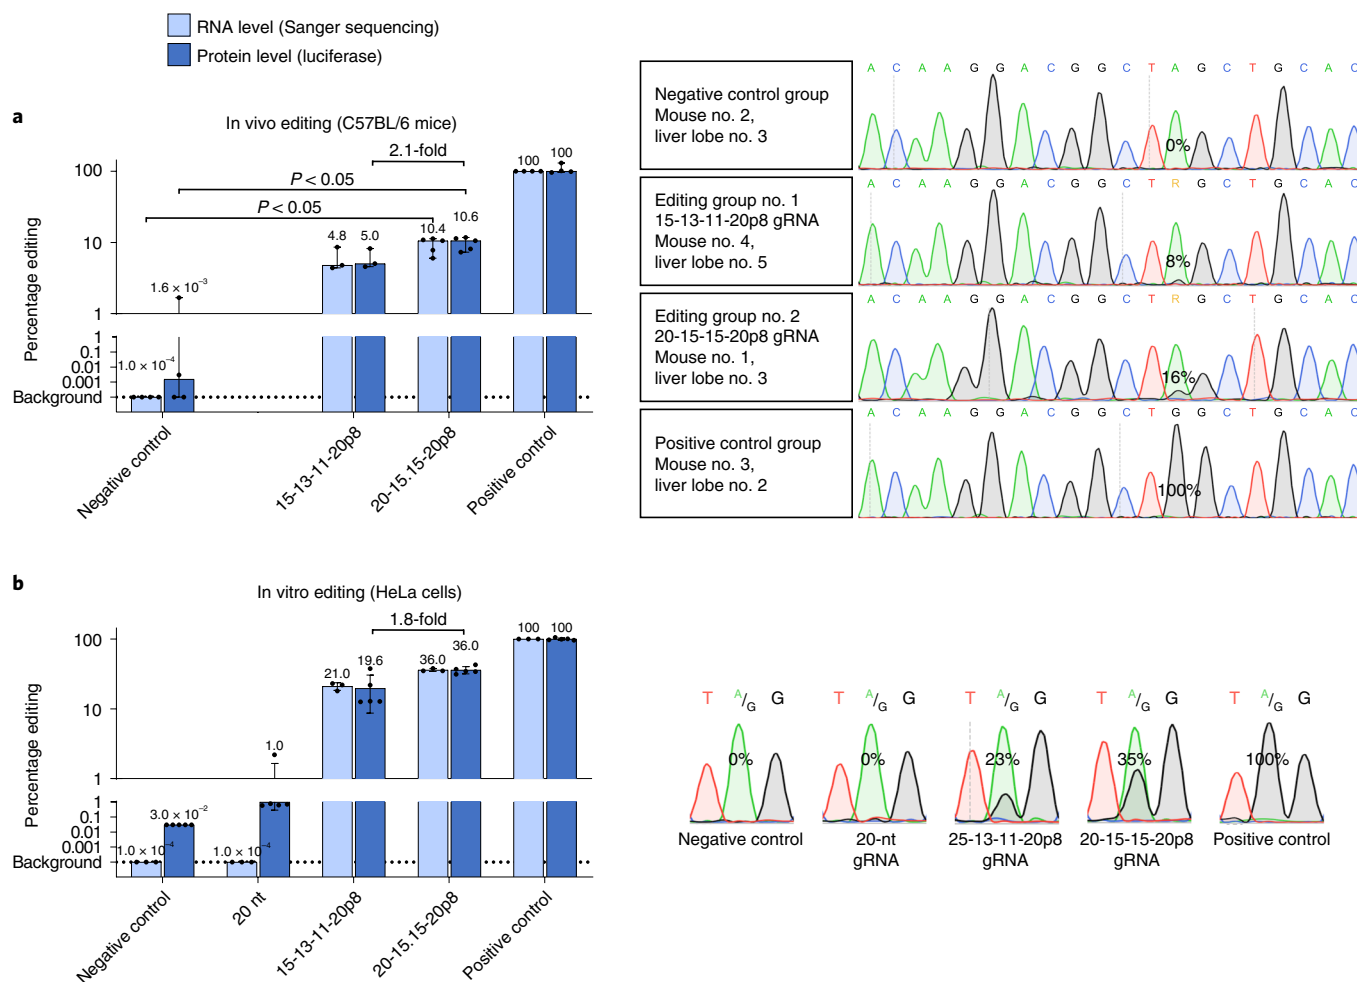 RNA level (Sanger sequencing)
Protein level (luciferase)
a
In vivo editing (C57BL/6 mice)
2.1-fold
P < 0.05
P < 0.05
Percentage editing
100
10
1
1
0.1
0.01
0.001
Background
1.0 × 10⁻⁴
1.6 × 10⁻³
4.8
5.0
10.4
10.6
100
100
Negative control
15-13-11-20p8
20-15.15-20p8
Positive control
Negative control group
Mouse no. 2,
liver lobe no. 3
A C A A G G A C G G C T A G C T G C A C
0%
Editing group no. 1
15-13-11-20p8 gRNA
Mouse no. 4,
liver lobe no. 5
A C A A G G A C G G C T R G C T G C A C
8%
Editing group no. 2
20-15-15-20p8 gRNA
Mouse no. 1,
liver lobe no. 3
A C A A G G A C G G C T R G C T G C A C
16%
Positive control group
Mouse no. 3,
liver lobe no. 2
A C A A G G A C G G C T G G C T G C A C
100%
b
In vitro editing (HeLa cells)
1.8-fold
Percentage editing
100
10
1
1
0.1
0.01
0.001
Background
1.0 × 10⁻⁴
3.0 × 10⁻²
1.0 × 10⁻⁴
1.0
21.0
19.6
36.0
36.0
100
100
Negative control
20 nt
15-13-11-20p8
20-15.15-20p8
Positive control
T A/G G
0%
Negative control
T A/G G
0%
20-nt
gRNA
T A/G G
23%
25-13-11-20p8
gRNA
T A/G G
35%
20-15-15-20p8
gRNA
T A/G G
100%
Positive control